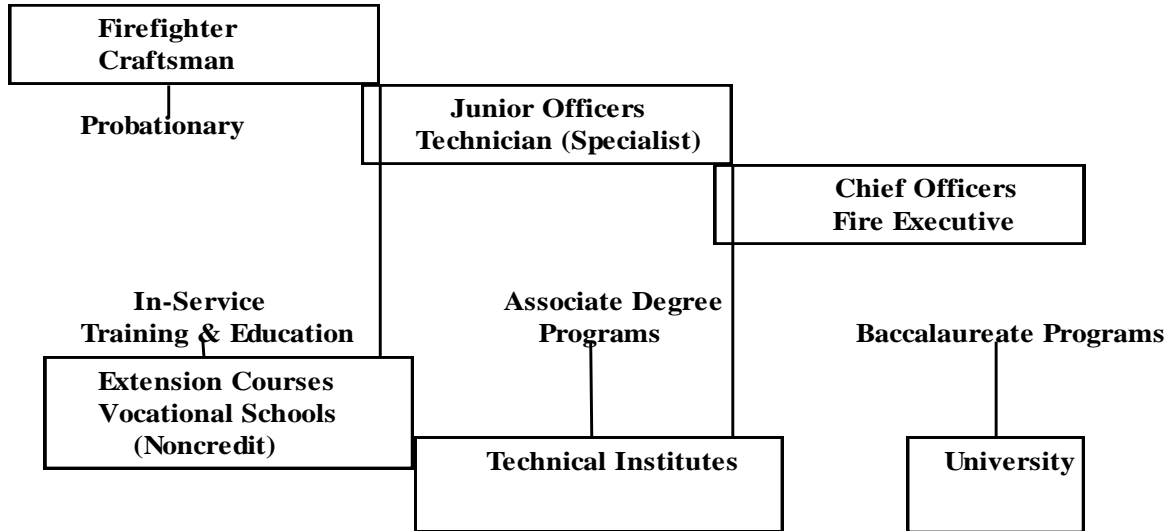 Firefighter
Craftsman
Probationary
Junior Officers
Technician (Specialist)
Chief Officers
Fire Executive
In-Service
Training & Education
Associate Degree
Programs
Baccalaureate Programs
Extension Courses
Vocational Schools
(Noncredit)
Technical Institutes
University